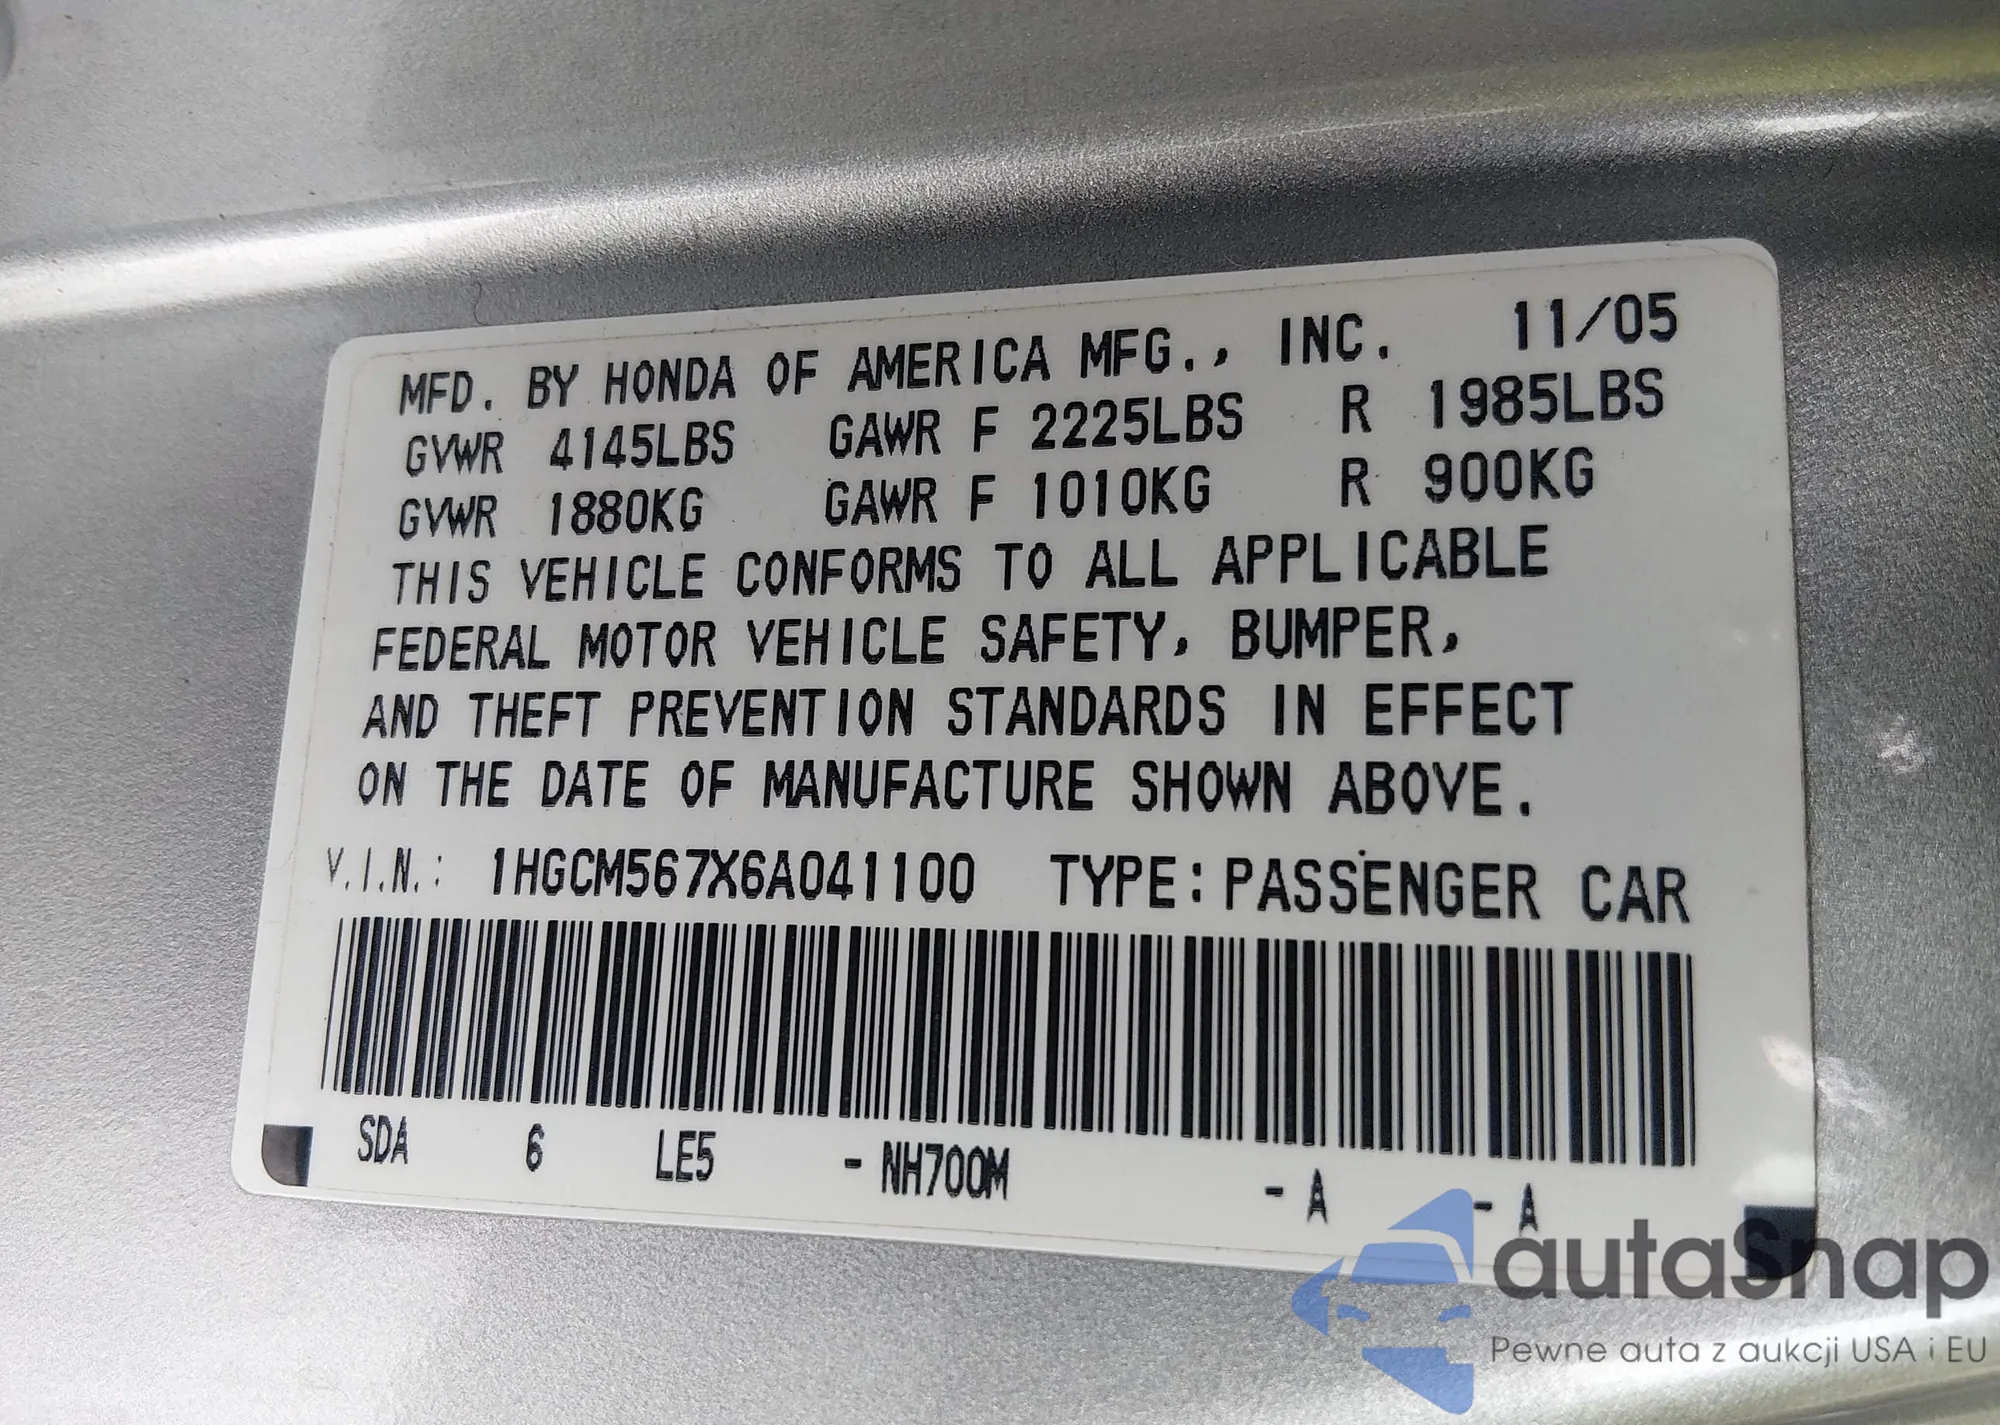 MFD. BY HONDA OF AMERICA MFG., INC. 11/05
GVWR 4145LBS GAWR F 2225LBS R 1985LBS
GVWR 1880KG GAWR F 1010KG R 900KG
THIS VEHICLE CONFORMS TO ALL APPLICABLE
FEDERAL MOTOR VEHICLE SAFETY, BUMPER,
AND THEFT PREVENTION STANDARDS IN EFFECT
ON THE DATE OF MANUFACTURE SHOWN ABOVE.
V.I.N.: 1HGCM567X6A041100 TYPE: PASSENGER CAR
SDA 6 LE5 - NH700M - A - A
autaSnap
Pewne auta z aukcji USA i EU